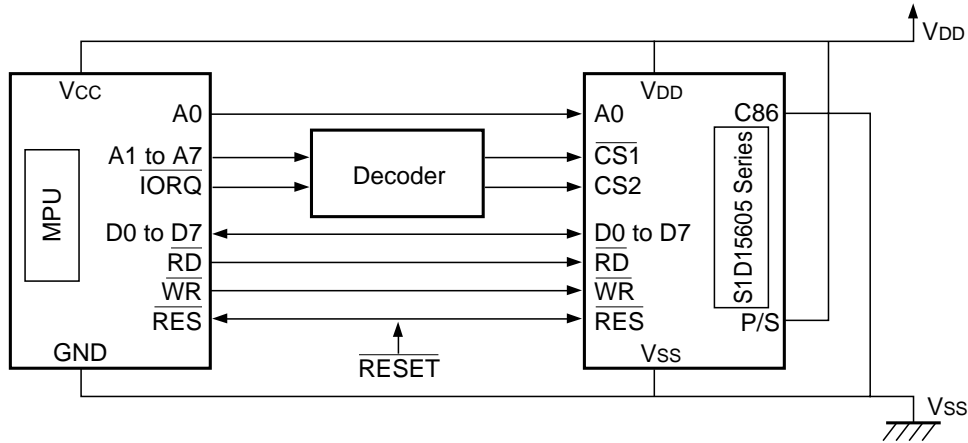 VDD
VCC
VDD
A0
A0
C86
A1 to A7
Decoder
CS1
IORQ
CS2
MPU
S1D15605 Series
D0 to D7
D0 to D7
RD
RD
WR
WR
RES
RES
P/S
GND
RESET
VSS
VSS